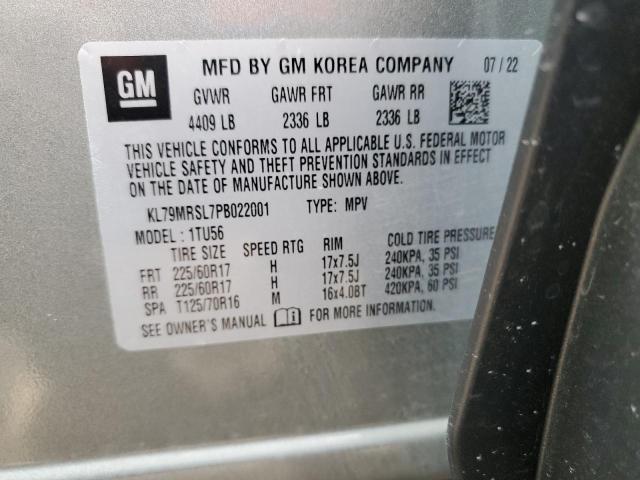 GM MFD BY GM KOREA COMPANY 07/22
GVWR GAWR FRT GAWR RR
4409 LB 2336 LB 2336 LB
THIS VEHICLE CONFORMS TO ALL APPLICABLE U.S. FEDERAL MOTOR
VEHICLE SAFETY AND THEFT PREVENTION STANDARDS IN EFFECT
ON THE DATE OF MANUFACTURE SHOWN ABOVE.
KL79MRSL7PB022001 TYPE: MPV
MODEL: 1TU56
TIRE SIZE SPEED RTG RIM COLD TIRE PRESSURE
FRT 225/60R17 H 17x7.5J 240KPA, 35 PSI
RR 225/60R17 H 17x7.5J 240KPA, 35 PSI
SPA T125/70R16 M 16x4.0BT 420KPA, 60 PSI
SEE OWNER'S MANUAL FOR MORE INFORMATION.